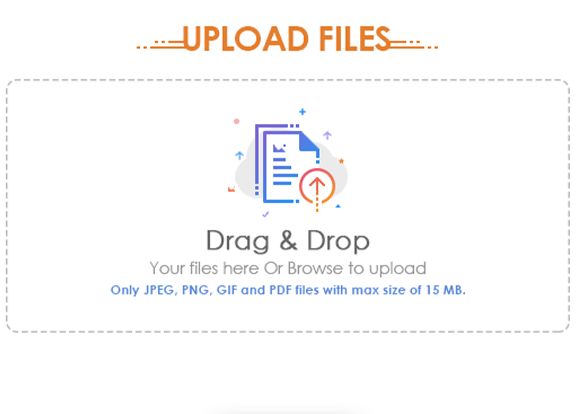 UPLOAD FILES
Drag & Drop
Your files here Or Browse to upload
Only JPEG, PNG, GIF and PDF files with max size of 15 MB.